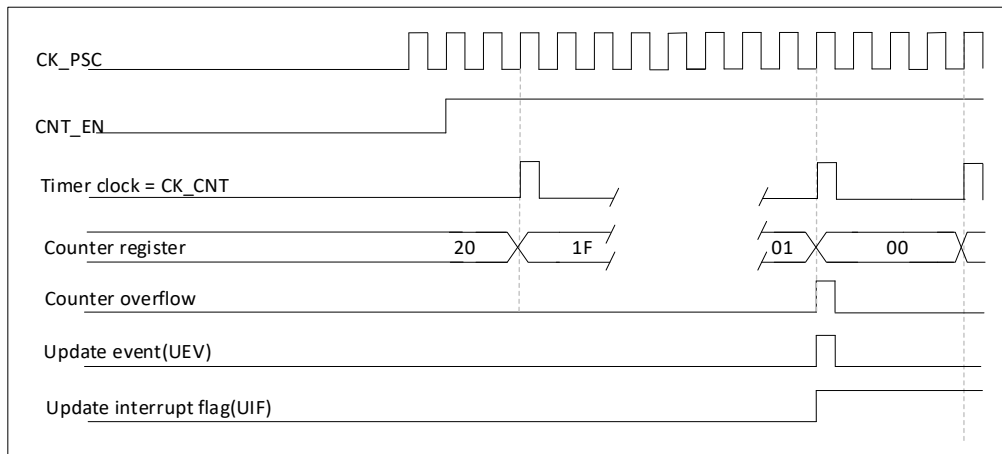 CK_PSC
CNT_EN
Timer clock = CK_CNT
Counter register 20 1F 01 00
Counter overflow
Update event(UEV)
Update interrupt flag(UIF)